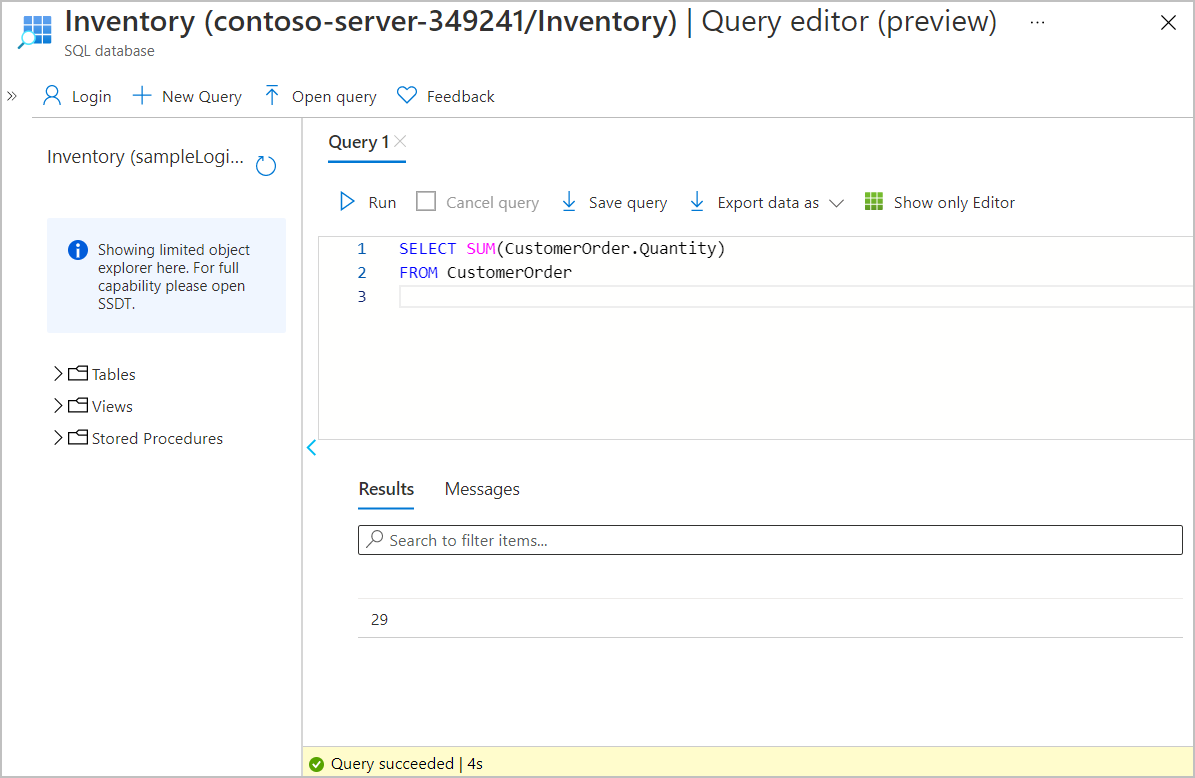 Inventory (contoso-server-349241/Inventory) | Query editor (preview) ...
SQL database
» Login New Query Open query Feedback
Inventory (sampleLogi...
Showing limited object
explorer here. For full
capability please open
SSDT.
Tables
Views
Stored Procedures
Query 1
Run Cancel query Save query Export data as Show only Editor
1 SELECT SUM(CustomerOrder.Quantity)
2 FROM CustomerOrder
3
Results Messages
Search to filter items...
29
Query succeeded | 4s